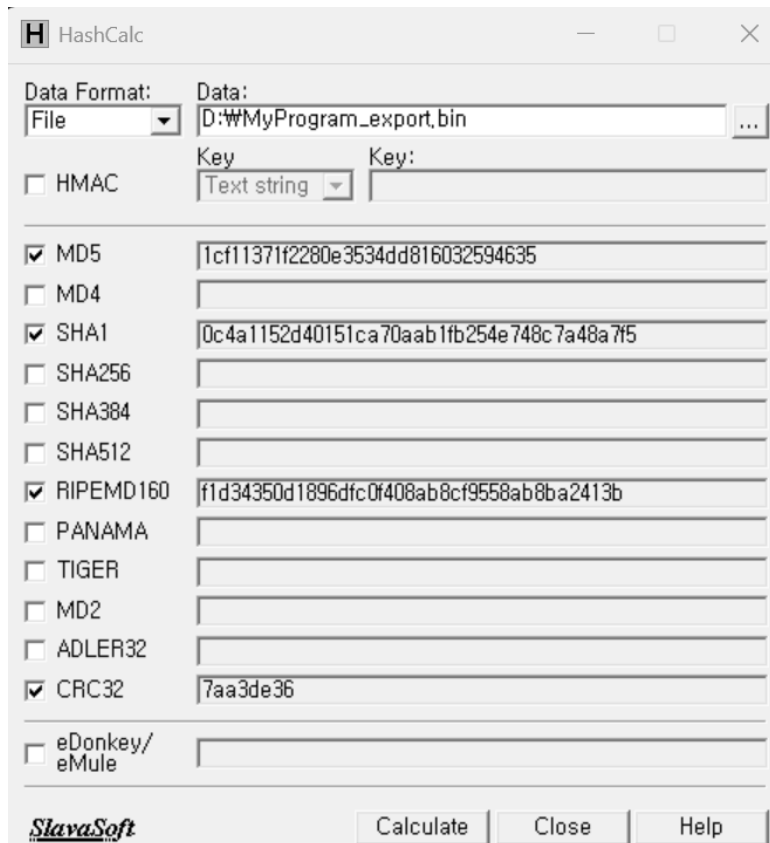 H HashCalc
Data Format: Data:
File D:₩MyProgram_export.bin ...
Key Key:
HMAC Text string
MD5 1cf11371f2280e3534dd816032594635
MD4
SHA1 0c4a1152d40151ca70aab1fb254e748c7a48a7f5
SHA256
SHA384
SHA512
RIPEMD160 f1d34350d1896dfc0f408ab8cf9558ab8ba2413b
PANAMA
TIGER
MD2
ADLER32
CRC32 7aa3de36
eDonkey/
eMule
SlavaSoft Calculate Close Help